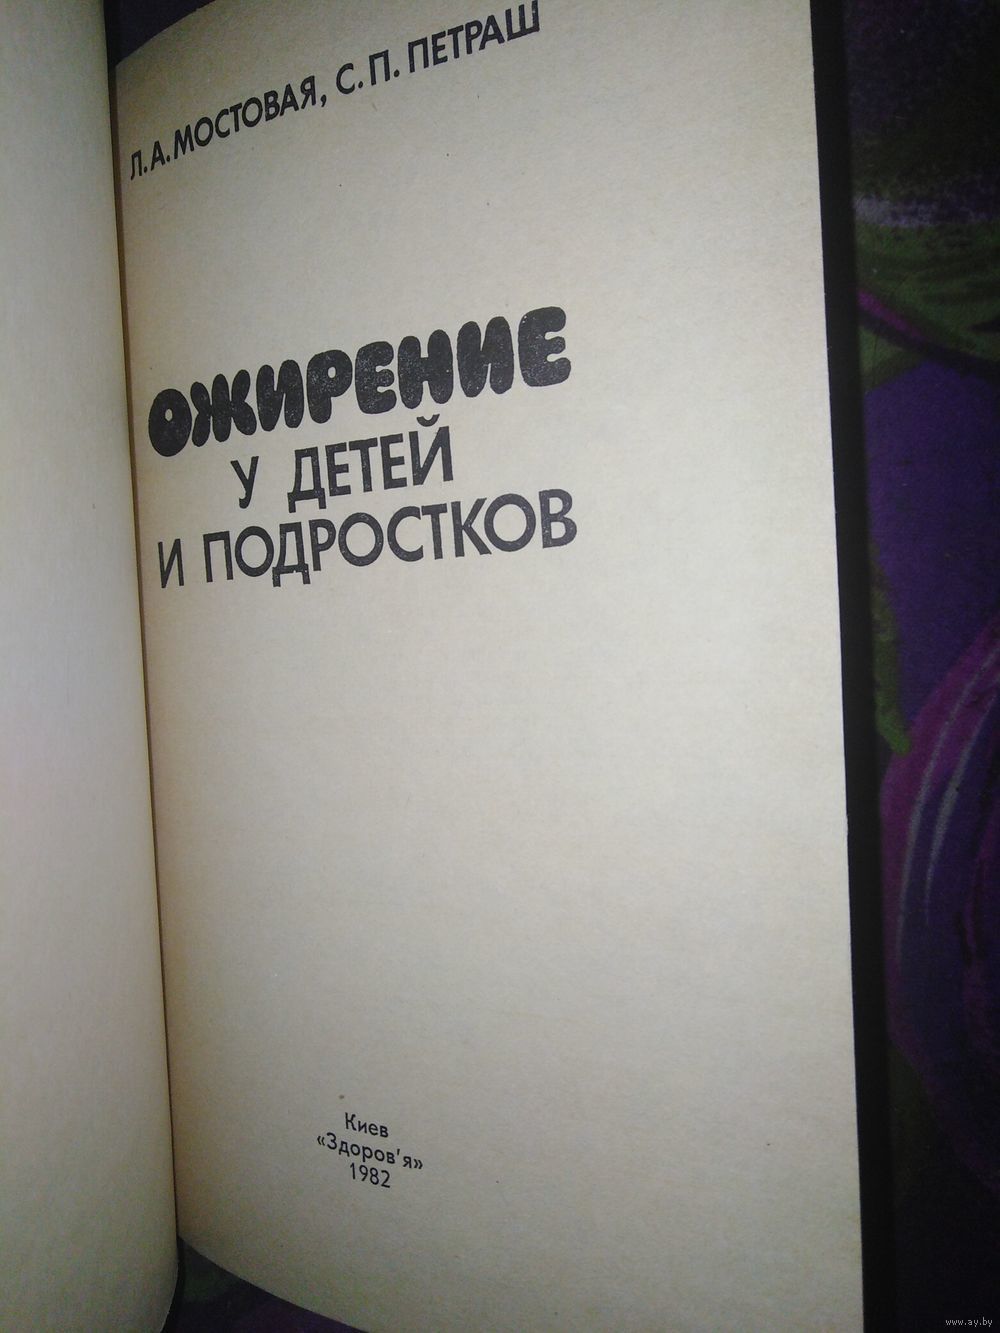 Л.А.МОСТОВАЯ, С.П.ПЕТРАШ
ОЖИРЕНИЕ
У ДЕТЕЙ
И ПОДРОСТКОВ
Киев
«Здоров'я»
1982
www.ay.by